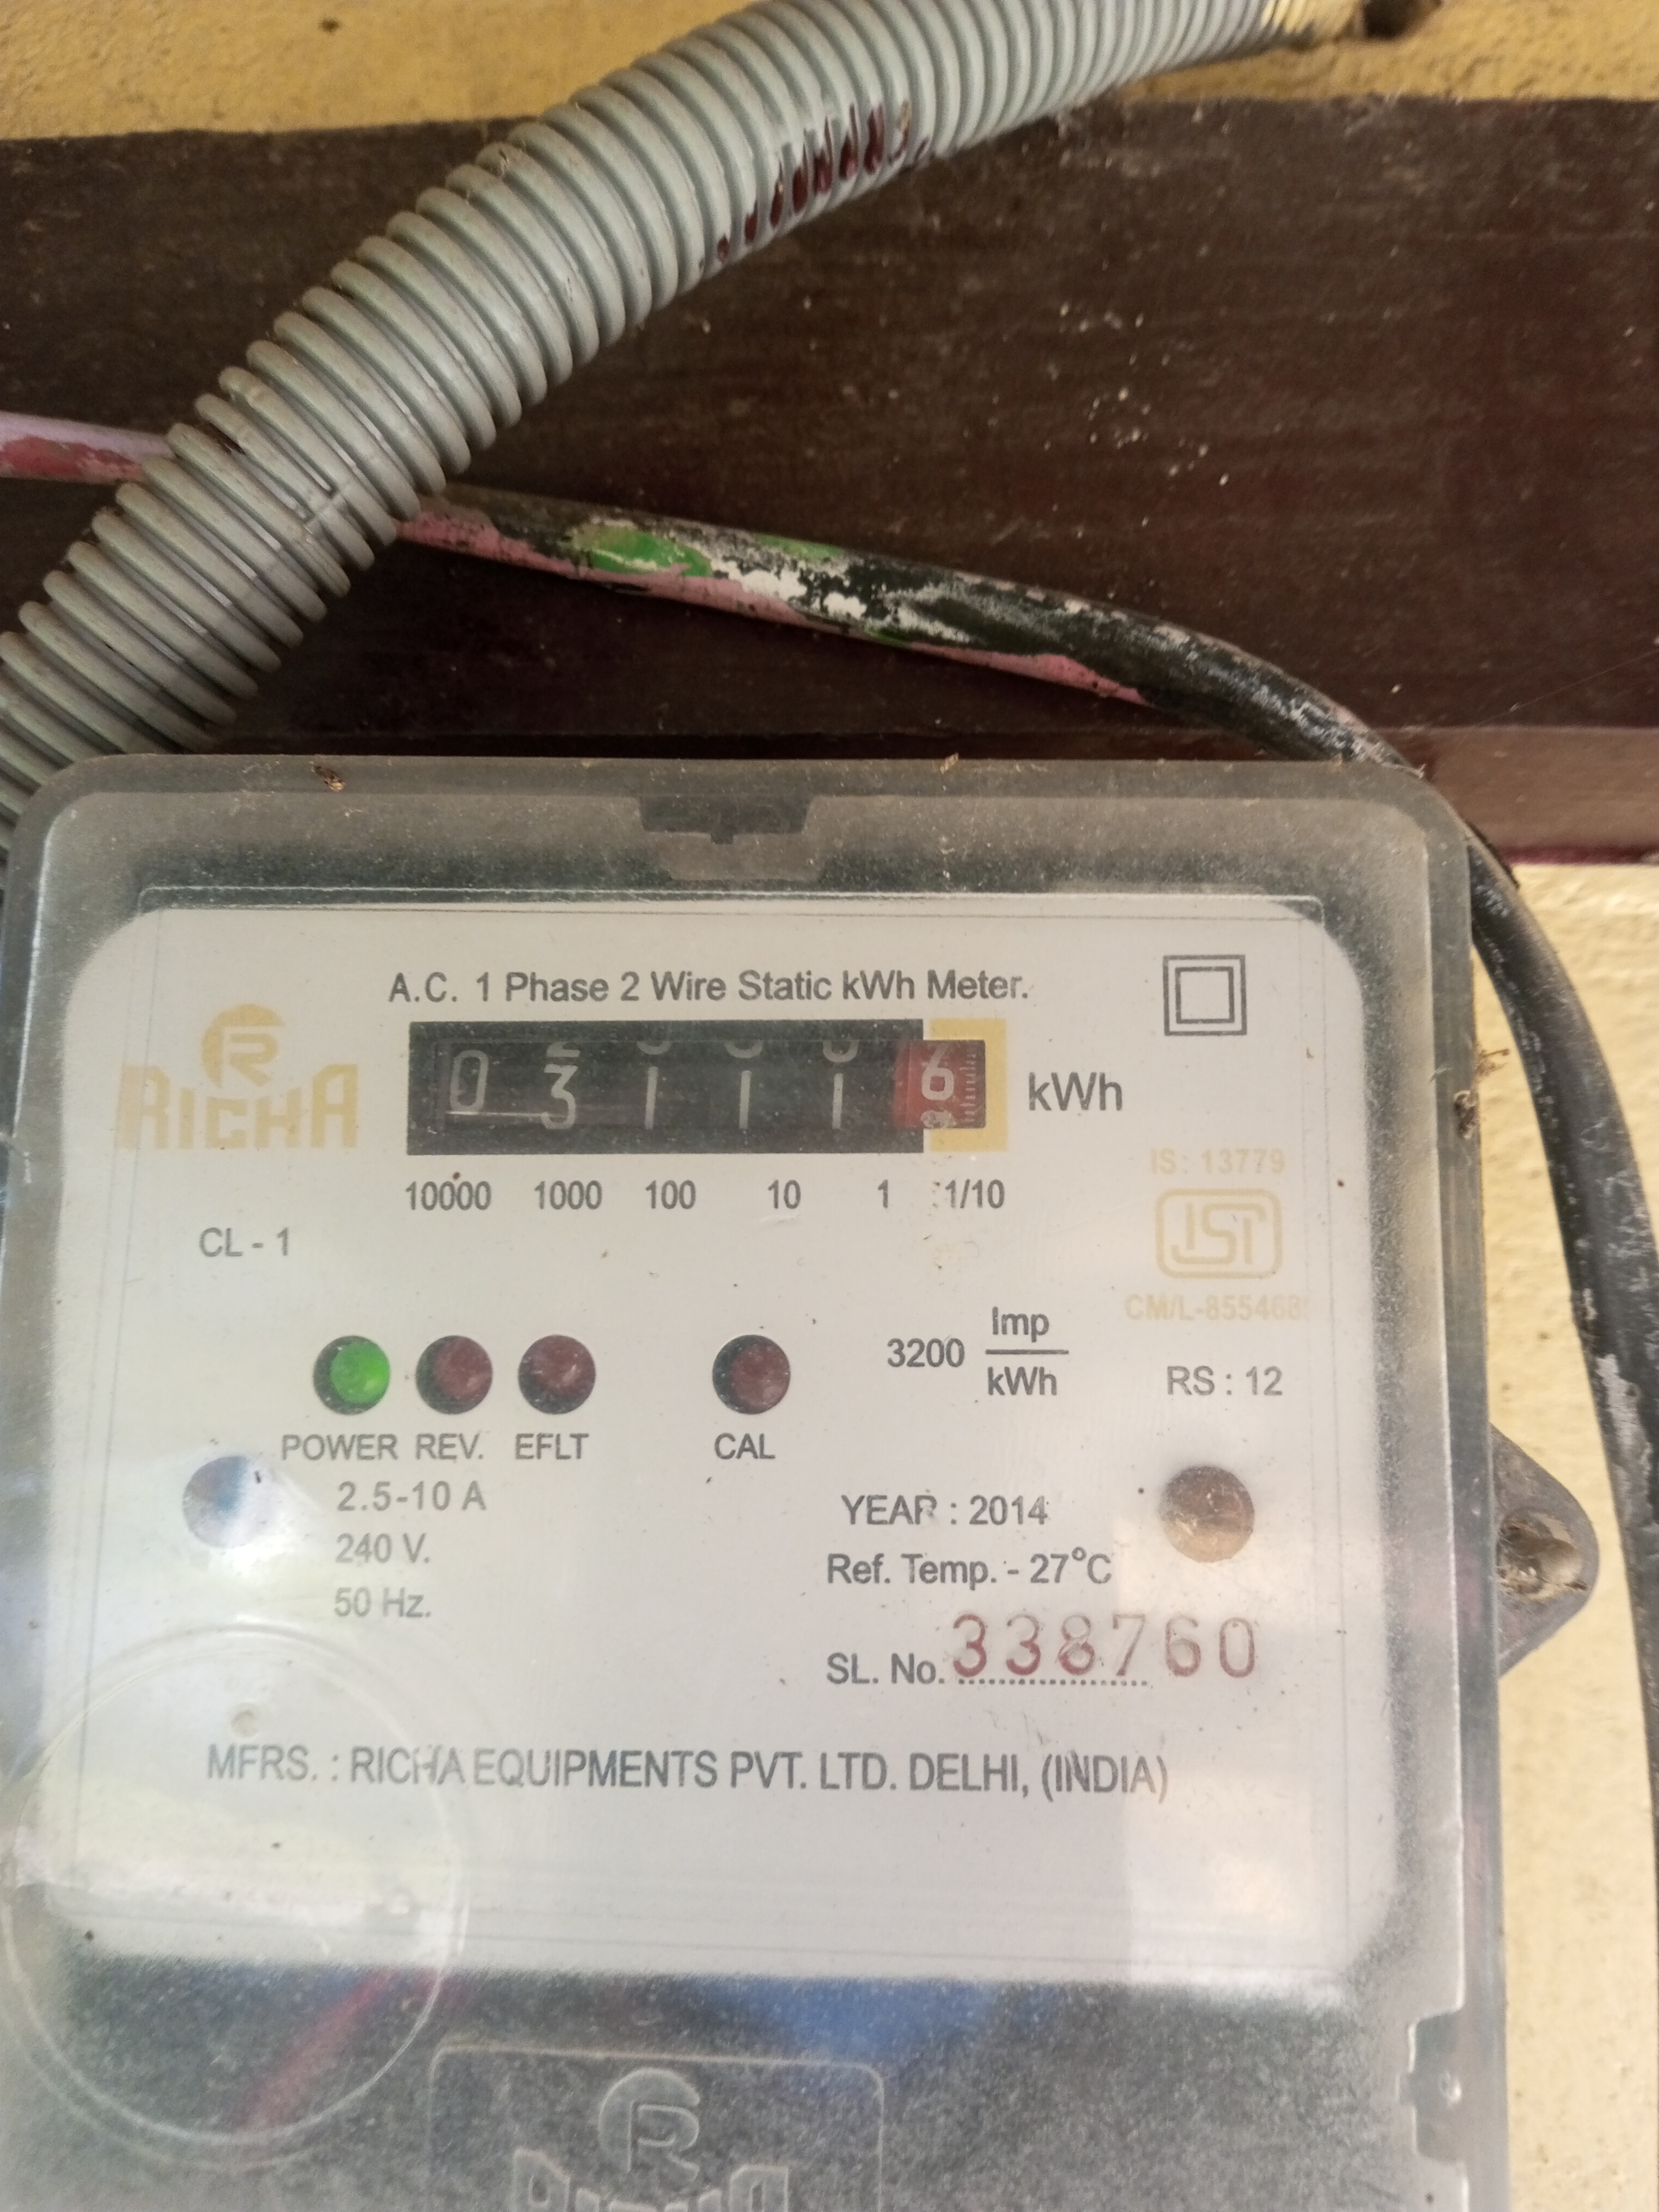 A.C. 1 Phase 2 Wire Static kWh Meter.
RICHA
0 3 1 1 1 6 kWh
10000 1000 100 10 1 1/10
IS : 13779
ISI
CL - 1
3200 Imp
kWh
RS : 12
POWER REV. EFLT CAL
2.5-10 A
240 V.
50 Hz.
YEAR : 2014
Ref. Temp. - 27°C
SL. No. 338760
MFRS. : RICHA EQUIPMENTS PVT. LTD. DELHI, (INDIA)
RICHA